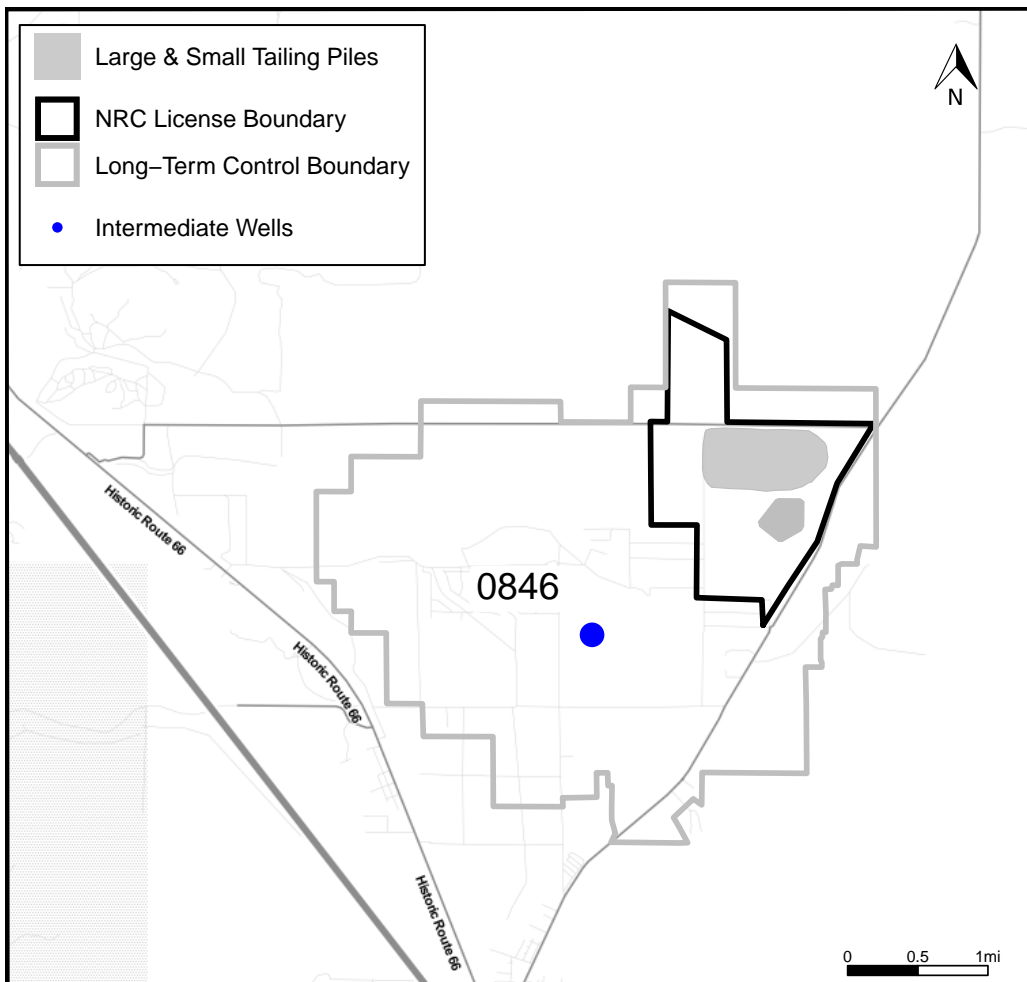 Large & Small Tailing Piles
NRC License Boundary
Long−Term Control Boundary
Intermediate Wells
N
Historic Route 66
0846
Historic Route 66
Historic Route 66
0 0.5 1mi